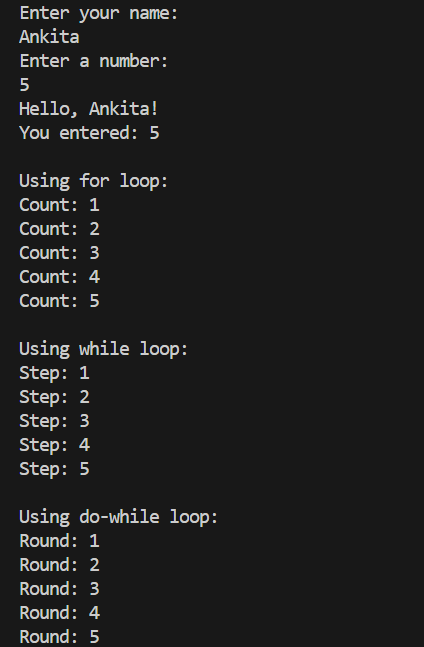 Enter your name:
Ankita
Enter a number:
5
Hello, Ankita!
You entered: 5
Using for loop:
Count: 1
Count: 2
Count: 3
Count: 4
Count: 5
Using while loop:
Step: 1
Step: 2
Step: 3
Step: 4
Step: 5
Using do-while loop:
Round: 1
Round: 2
Round: 3
Round: 4
Round: 5